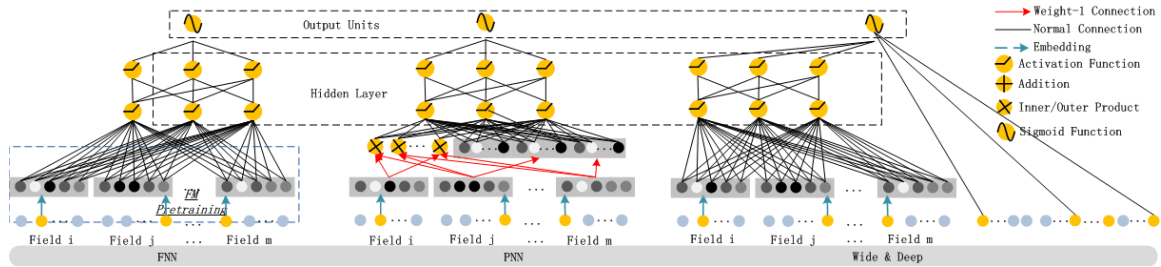 Output Units
Hidden Layer
Weight-1 Connection
Normal Connection
Embedding
Activation Function
Addition
Inner/Outer Product
Sigmoid Function
FM
Pretraining
Field i
Field j
...
Field m
Field i
Field j
...
Field m
Field i
Field j
...
Field m
FNN
PNN
Wide & Deep